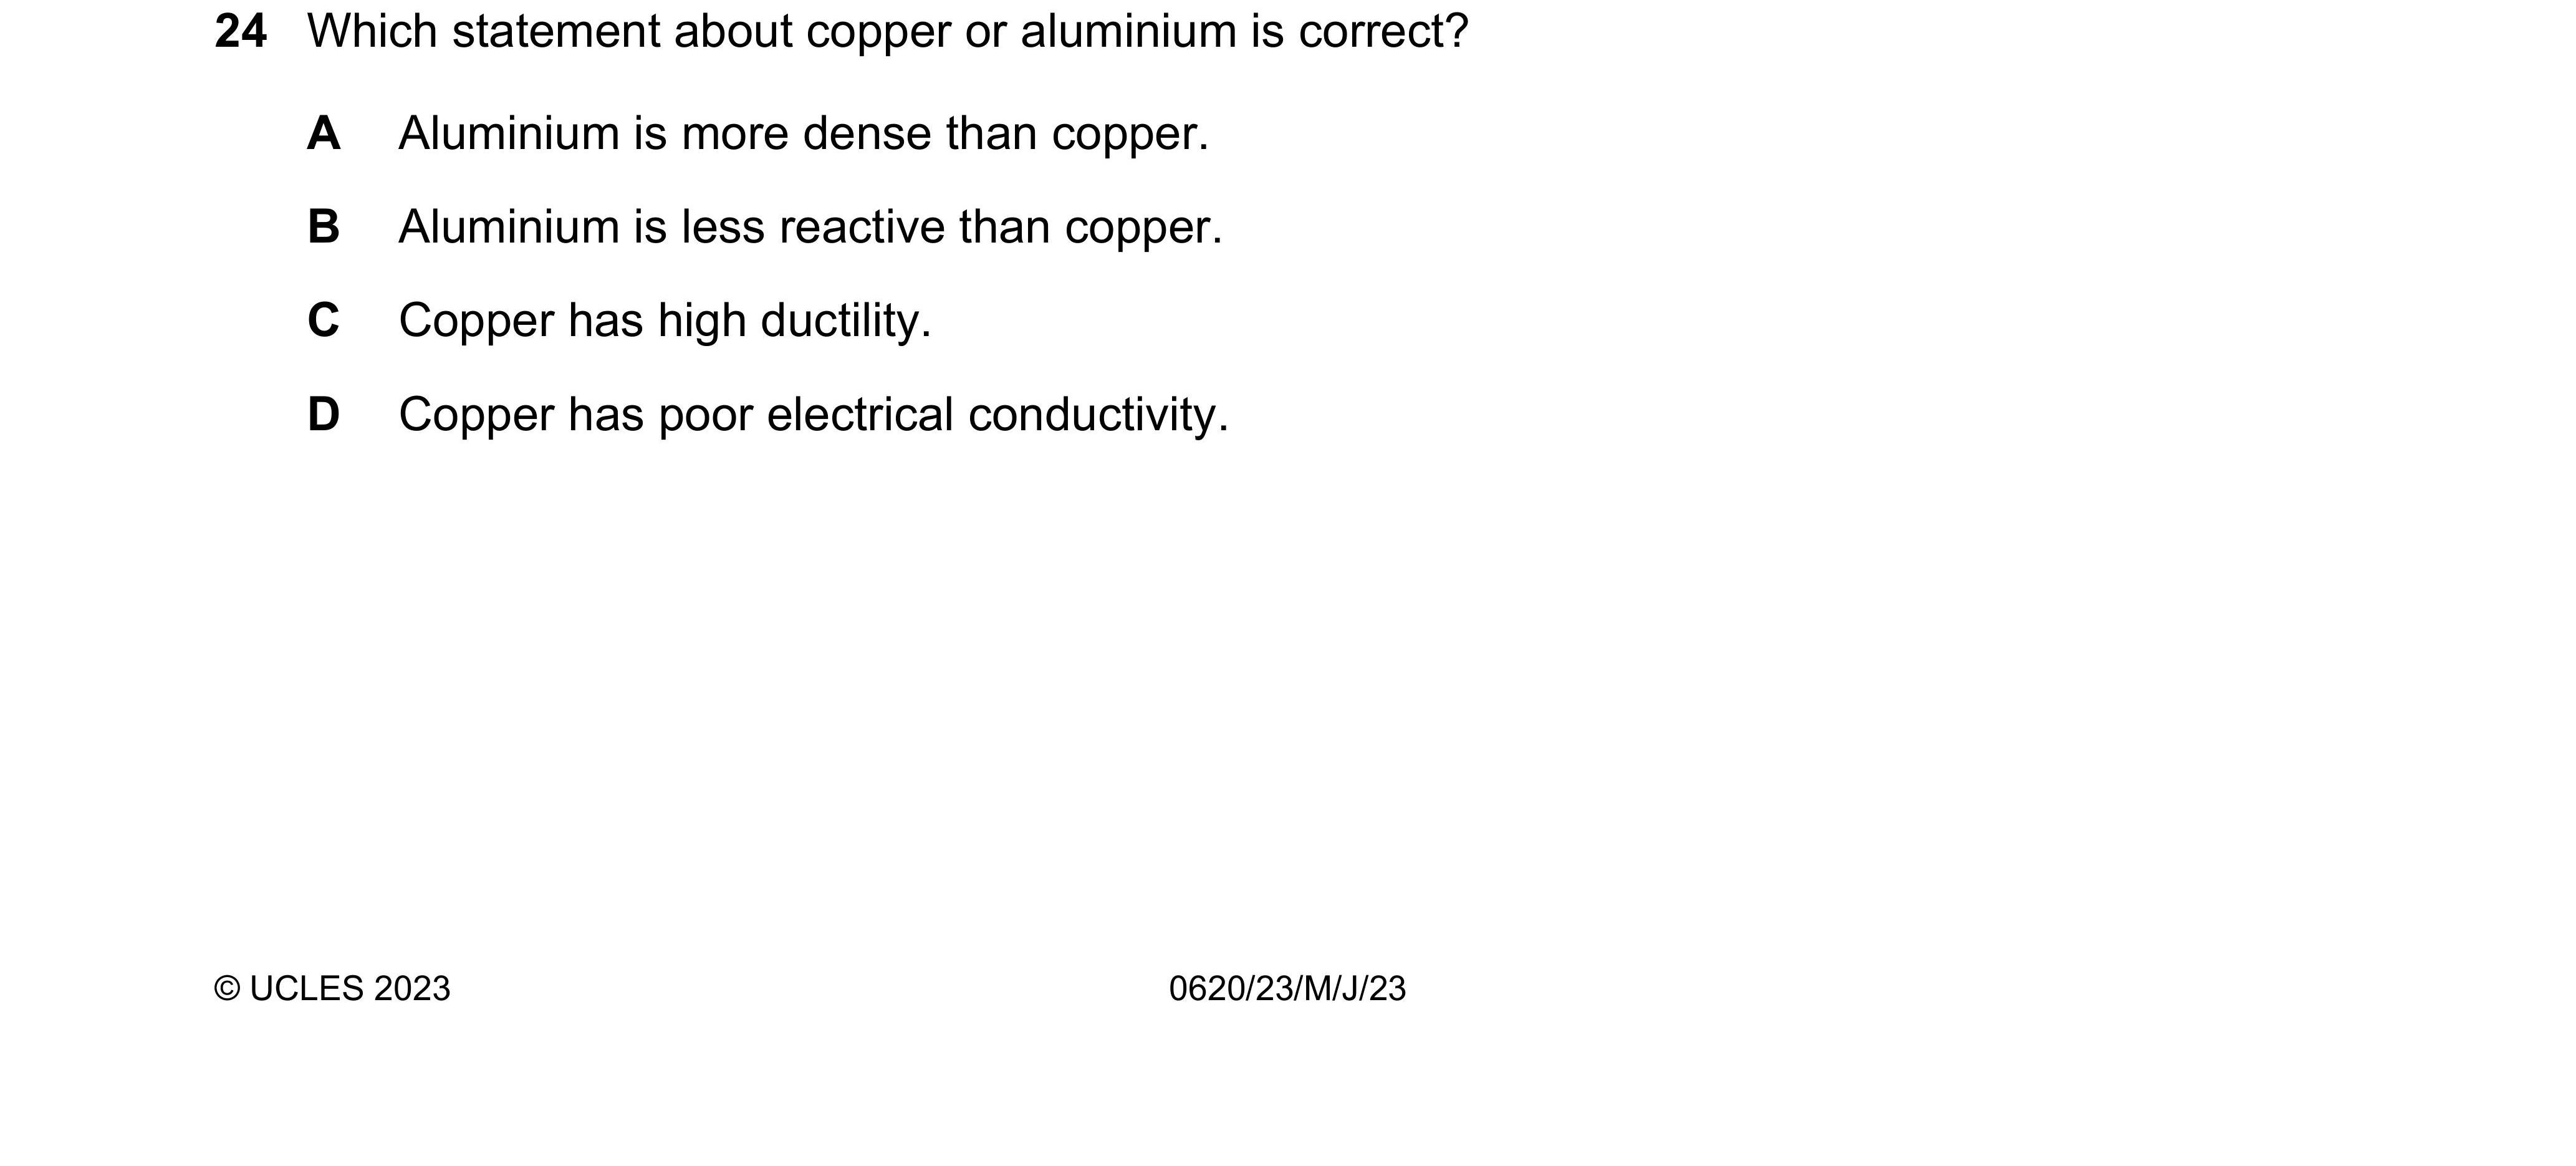 24 Which statement about copper or aluminium is correct?
A Aluminium is more dense than copper.
B Aluminium is less reactive than copper.
C Copper has high ductility.
D Copper has poor electrical conductivity.
© UCLES 2023 0620/23/M/J/23